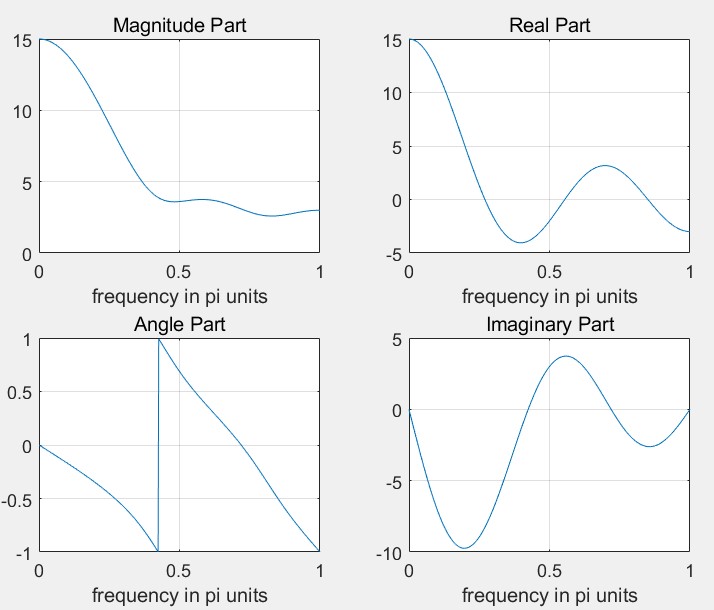 Magnitude Part
15
10
5
0
0 0.5 1
frequency in pi units
Real Part
15
10
5
0
-5
0 0.5 1
frequency in pi units
Angle Part
1
0.5
0
-0.5
-1
0 0.5 1
frequency in pi units
Imaginary Part
5
0
-5
-10
0 0.5 1
frequency in pi units